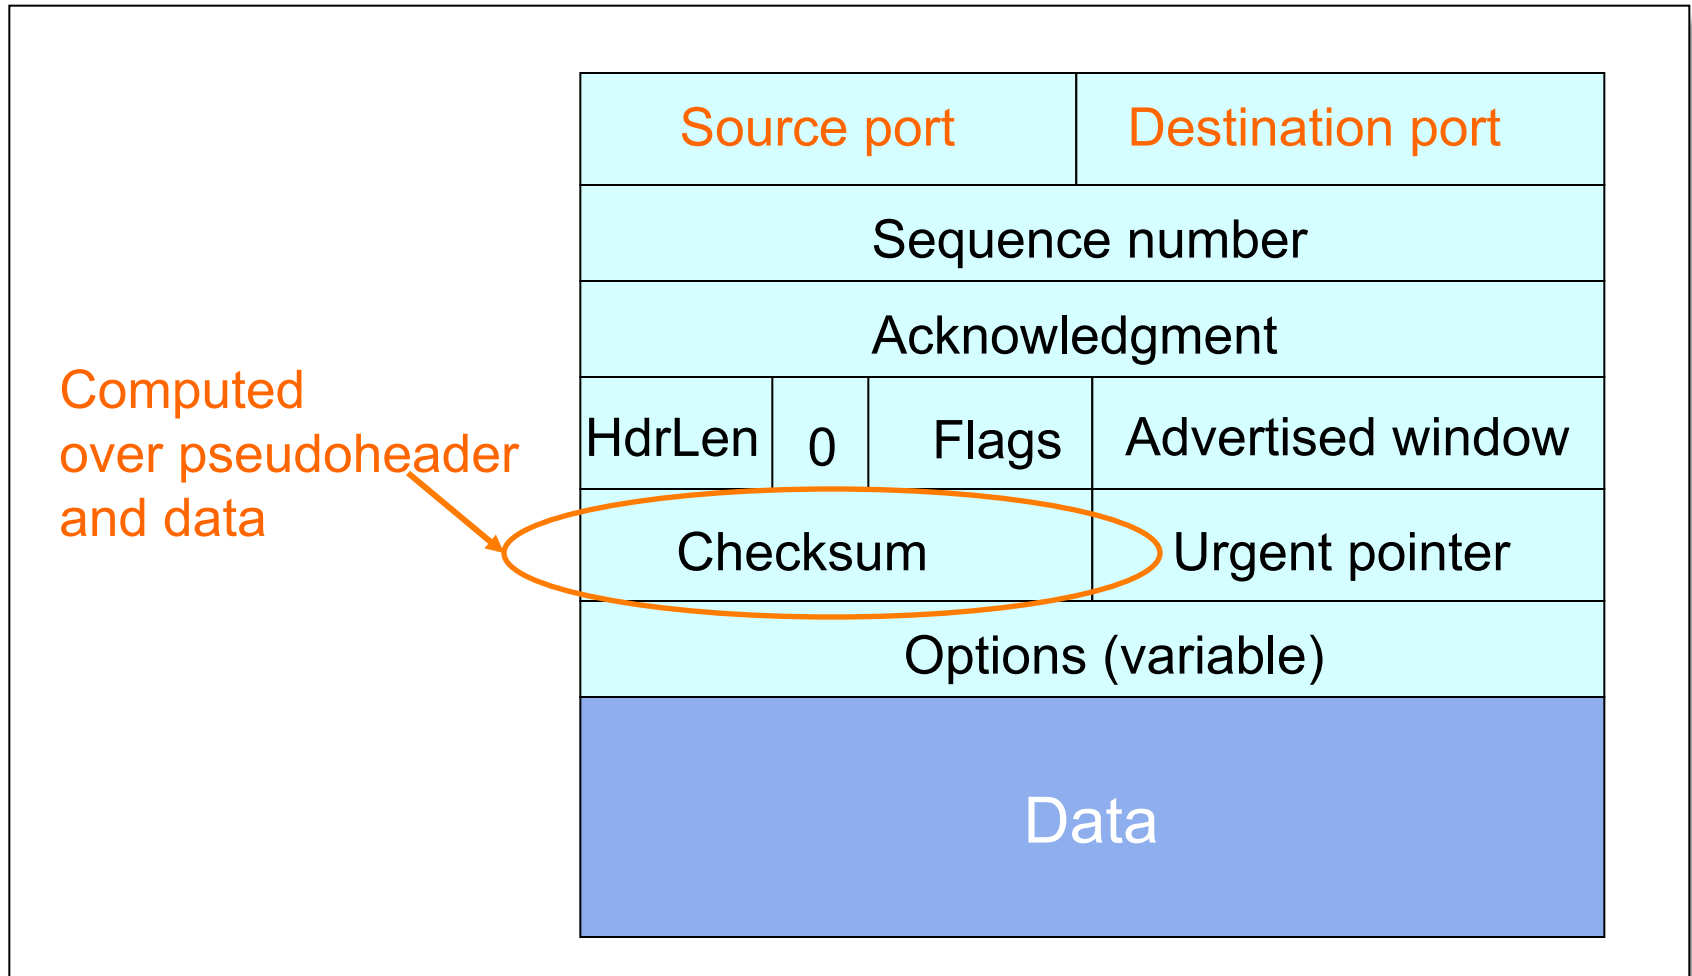 Source port
Destination port
Sequence number
Acknowledgment
Computed
over pseudoheader
and data
HdrLen
0
Flags
Advertised window
Checksum
Urgent pointer
Options (variable)
Data